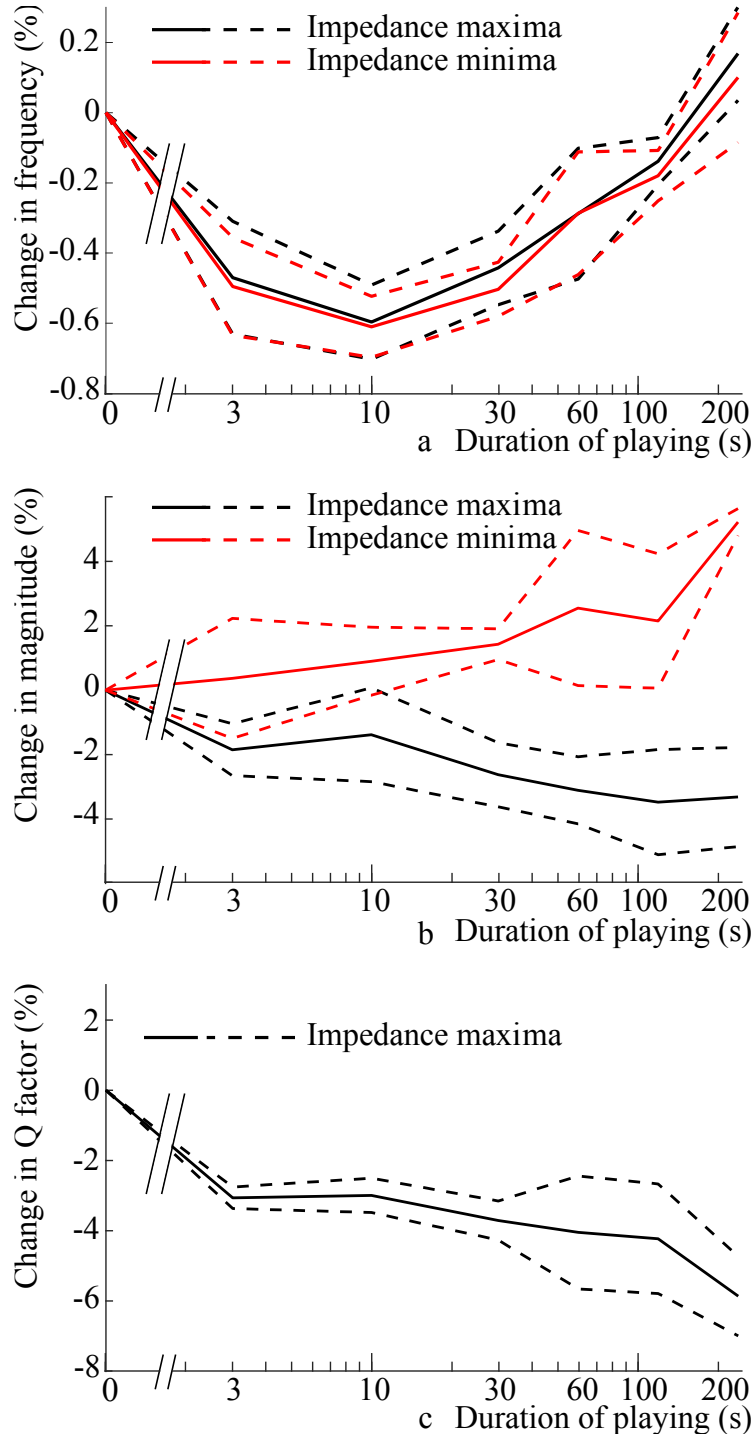 Change in frequency (%)
0.2
0
-0.2
-0.4
-0.6
-0.8
Impedance maxima
Impedance minima
0 3 10 30 60 100 200
a Duration of playing (s)
Change in magnitude (%)
4
2
0
-2
-4
Impedance maxima
Impedance minima
0 3 10 30 60 100 200
b Duration of playing (s)
Change in Q factor (%)
2
0
-2
-4
-6
-8
Impedance maxima
0 3 10 30 60 100 200
c Duration of playing (s)